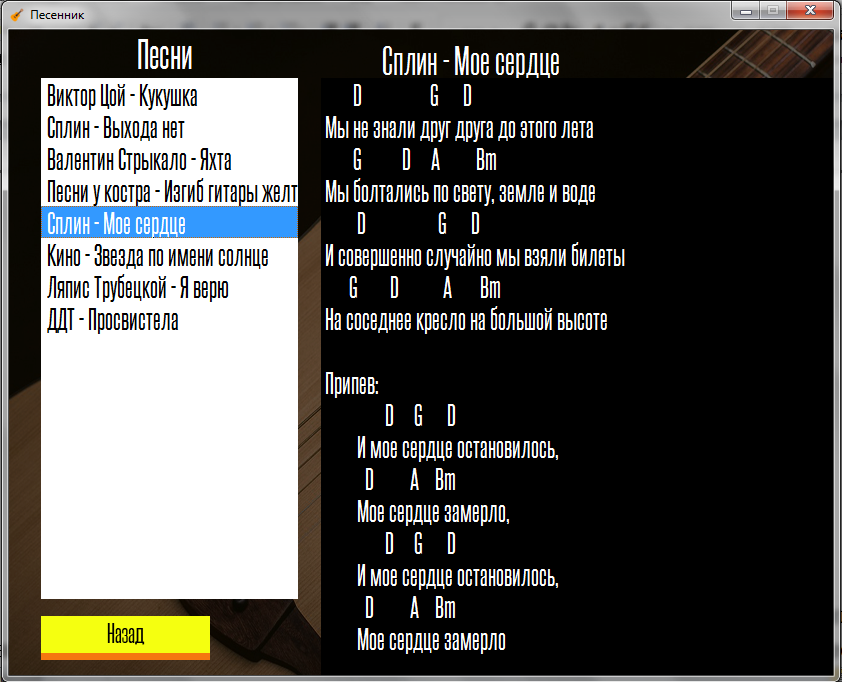 Песенник
Песни
Виктор Цой - Кукушка
Сплин - Выхода нет
Валентин Стрыкало - Яхта
Песни у костра - Изгиб гитары желт
Сплин - Мое сердце
Кино - Звезда по имени солнце
Ляпис Трубецкой - Я верю
ДДТ - Просвистела
Назад
Сплин - Мое сердце
D G D
Мы не знали друг друга до этого лета
G D A Bm
Мы болтались по свету, земле и воде
D G D
И совершенно случайно мы взяли билеты
G D A Bm
На соседнее кресло на большой высоте
Припев:
D G D
И мое сердце остановилось,
D A Bm
Мое сердце замерло,
D G D
И мое сердце остановилось,
D A Bm
Мое сердце замерло